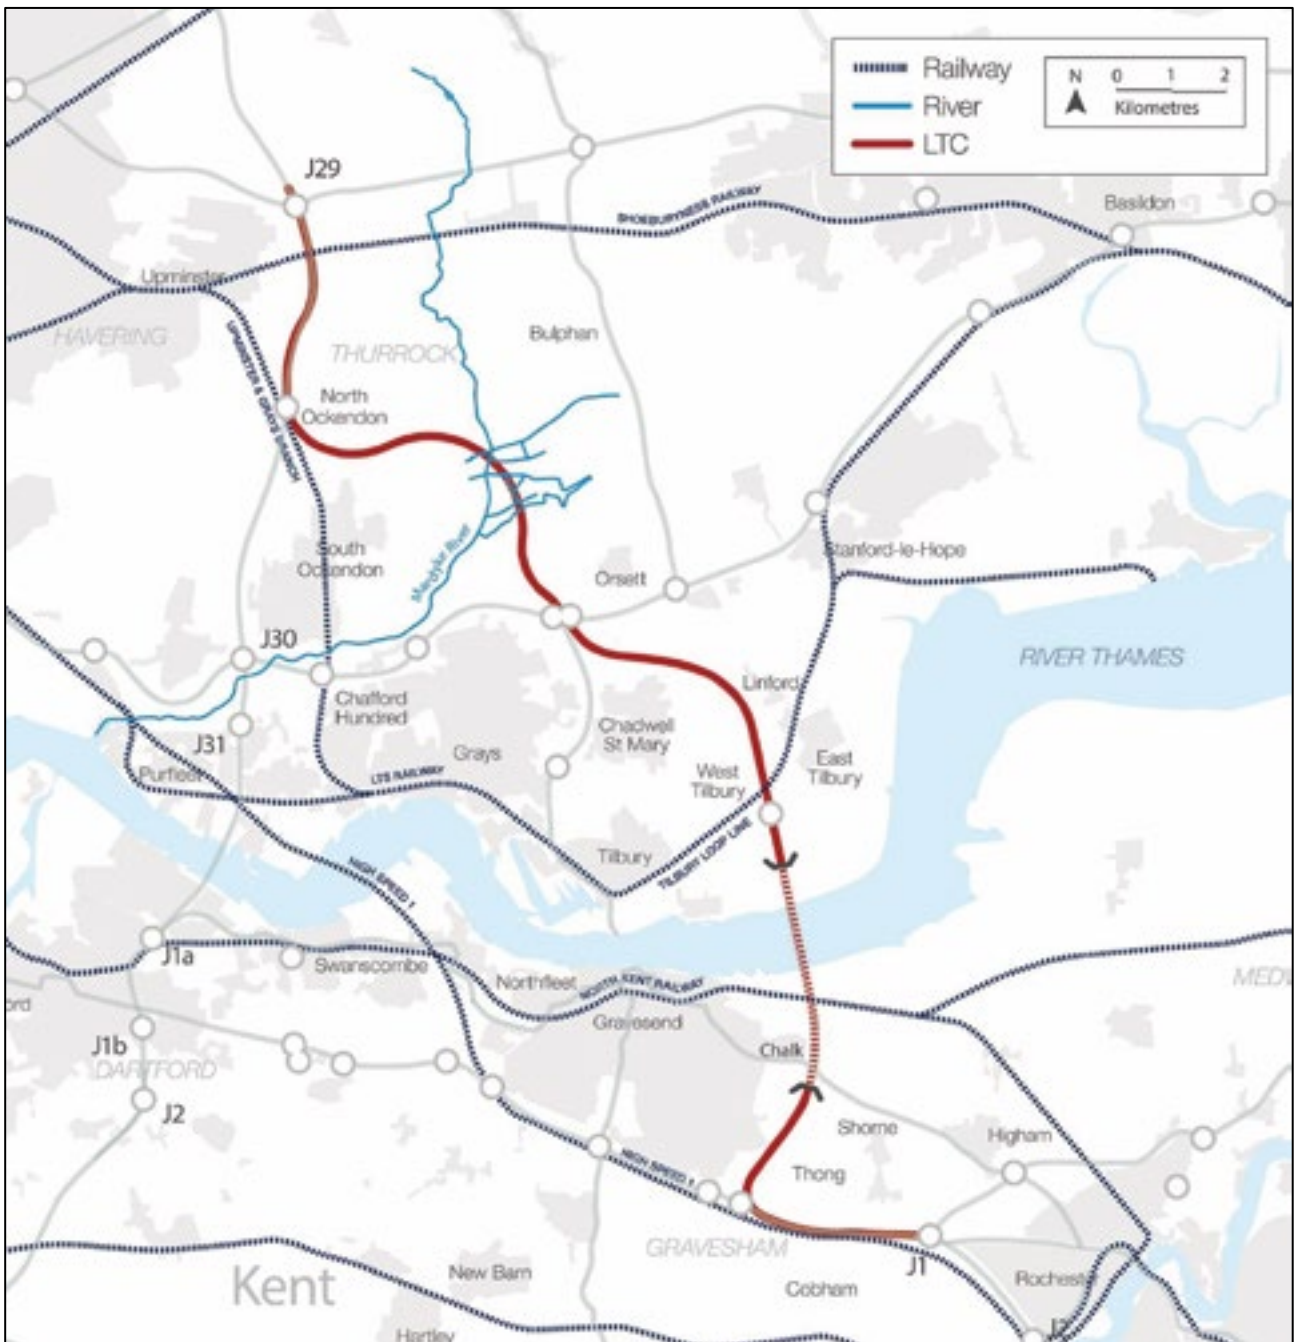 Railway
River
LTC
N
0 1 2
Kilometres
J29
SHOEBURYNESS RAILWAY
Basildon
Upminster
HAVERING
THURROCK
Bulphan
UPMINSTER & GRAYS
North
Ockendon
South
Ockendon
Mardyke River
Orsett
Stanford-le-Hope
J30
RIVER THAMES
Linford
Chafford
Hundred
Chadwell
St Mary
J31
Grays
Purfleet
LTS RAILWAY
West
Tilbury
East
Tilbury
Tilbury
TILBURY LOOP LINE
HIGH SPEED 1
J1a
Swanscombe
Northfleet
NORTH KENT RAILWAY
MEDW
ord
Gravesend
J1b
Chalk
DARTFORD
J2
Shorne
Higham
HIGH SPEED 1
Thong
GRAVESHAM
J1
Kent
New Barn
Cobham
Rochester
Hartley
J2